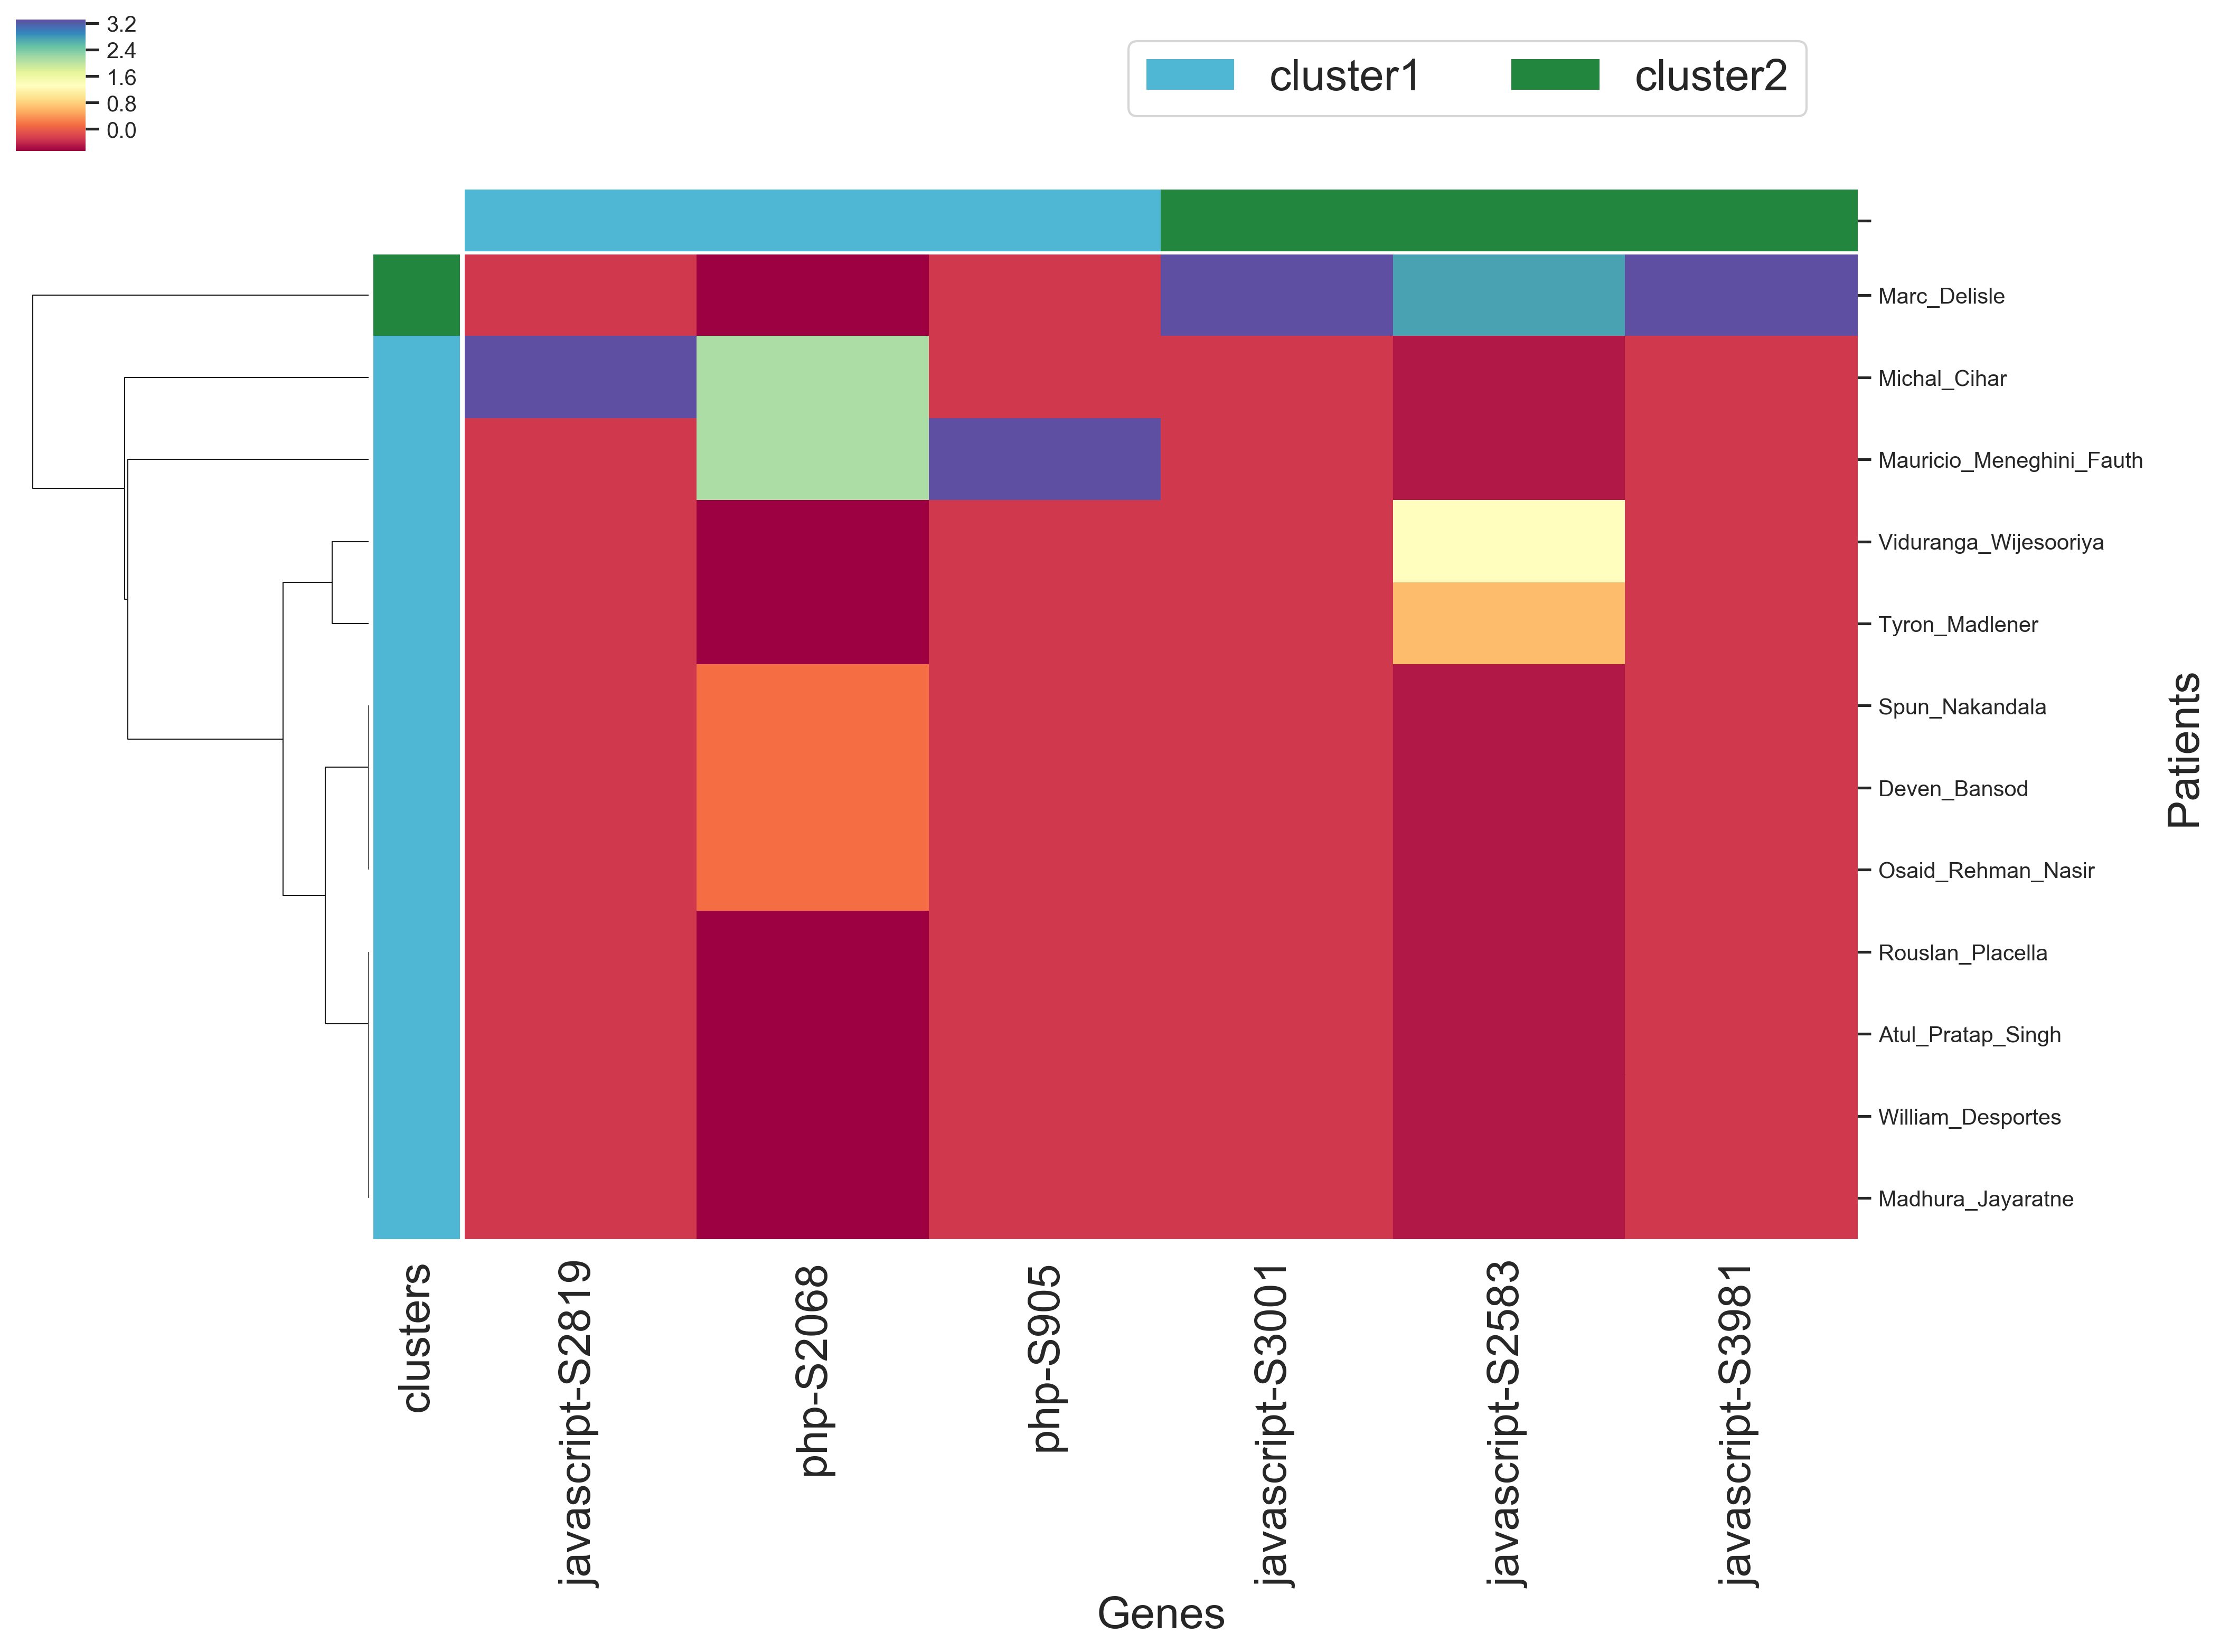 3.2
2.4
1.6
0.8
0.0
cluster1
cluster2
Marc_Delisle
Michal_Cihar
Mauricio_Meneghini_Fauth
Viduranga_Wijesooriya
Tyron_Madlener
Spun_Nakandala
Deven_Bansod
Osaid_Rehman_Nasir
Rouslan_Placella
Atul_Pratap_Singh
William_Desportes
Madhura_Jayaratne
Patients
clusters
javascript-S2819
php-S2068
php-S905
javascript-S3001
javascript-S2583
javascript-S3981
Genes